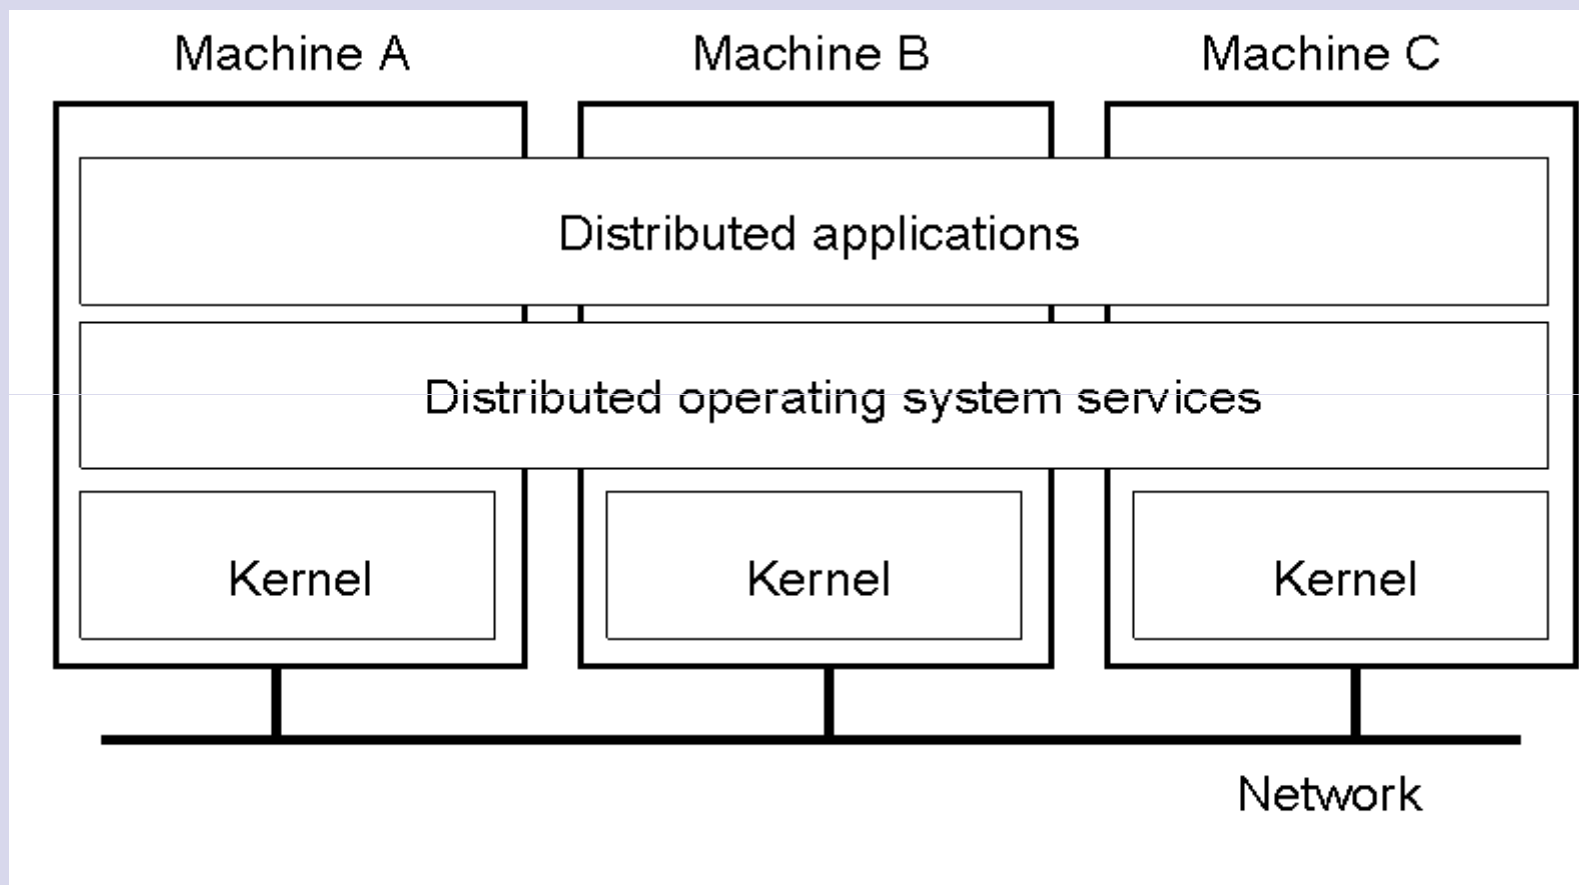 Machine A
Machine B
Machine C
Distributed applications
Distributed operating system services
Kernel
Kernel
Kernel
Network